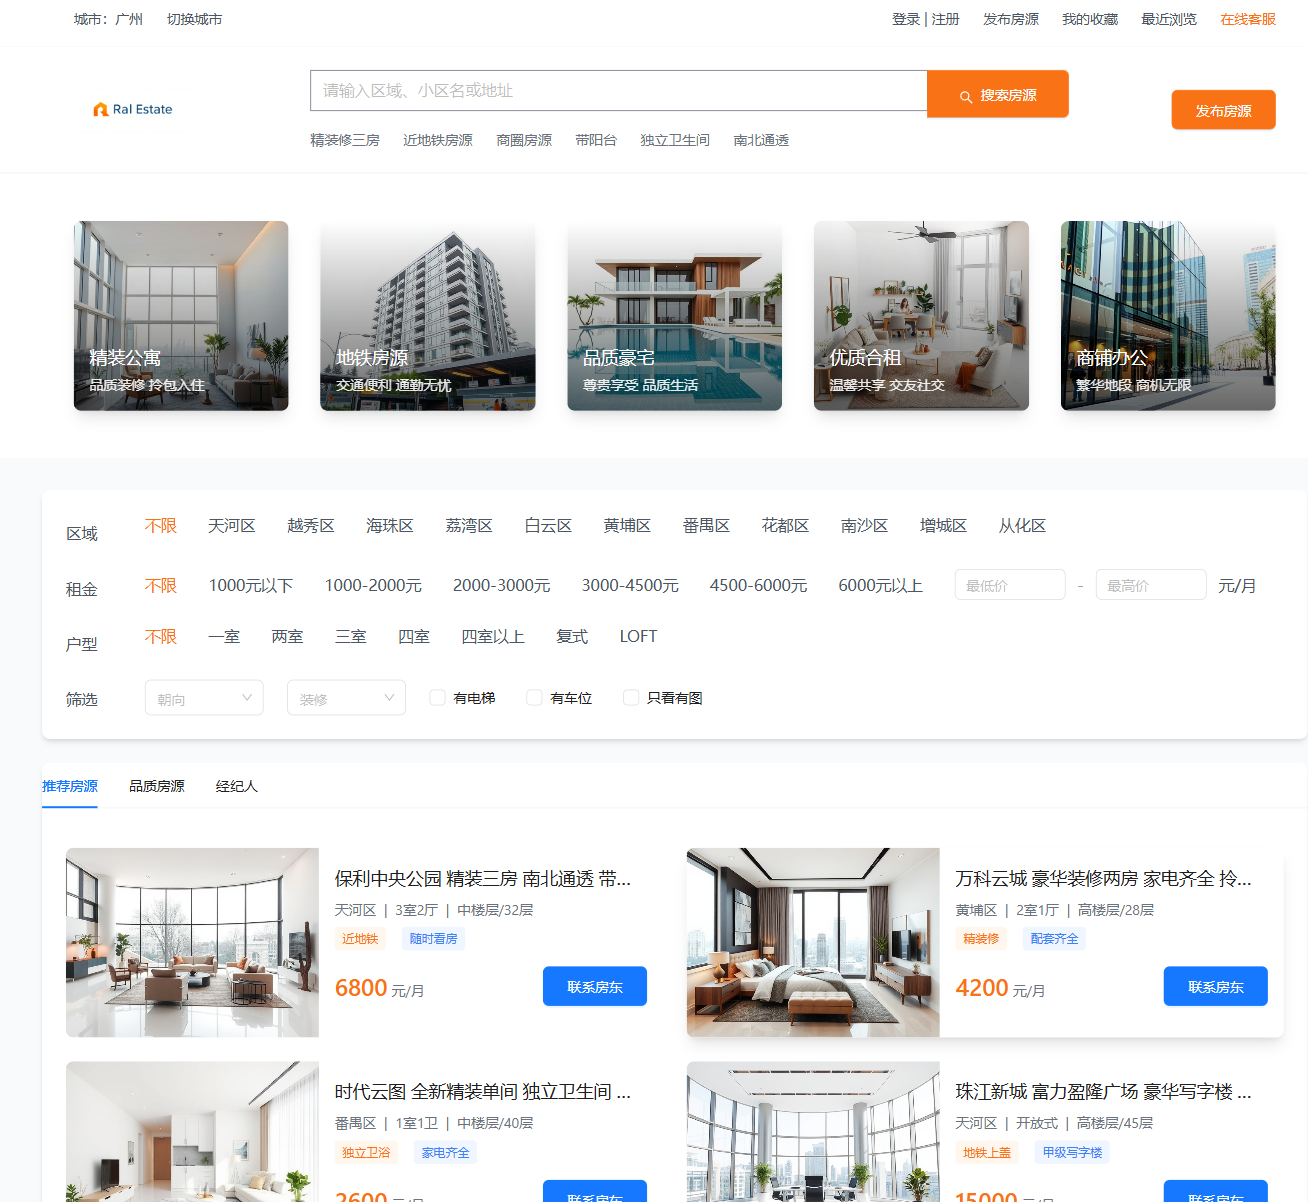 城市：广州 切换城市 登录 | 注册 发布房源 我的收藏 最近浏览 在线客服
Ral Estate
请输入区域、小区名或地址 搜索房源
发布房源
精装修三房 近地铁房源 商圈房源 带阳台 独立卫生间 南北通透
精装公寓
品质装修 拎包入住
地铁房源
交通便利 通勤无忧
品质豪宅
尊贵享受 品质生活
优质合租
温馨共享 交友社交
商铺办公
繁华地段 商机无限
区域 不限 天河区 越秀区 海珠区 荔湾区 白云区 黄埔区 番禺区 花都区 南沙区 增城区 从化区
租金 不限 1000元以下 1000-2000元 2000-3000元 3000-4500元 4500-6000元 6000元以上 最低价 - 最高价 元/月
户型 不限 一室 两室 三室 四室 四室以上 复式 LOFT
筛选 朝向 装修 有电梯 有车位 只看有图
推荐房源 品质房源 经纪人
保利中央公园 精装三房 南北通透 带...
天河区 | 3室2厅 | 中楼层/32层
近地铁 随时看房
6800 元/月 联系房东
万科云城 豪华装修两房 家电齐全 拎...
黄埔区 | 2室1厅 | 高楼层/28层
精装修 配套齐全
4200 元/月 联系房东
时代云图 全新精装单间 独立卫生间 ...
番禺区 | 1室1卫 | 中楼层/40层
独立卫浴 家电齐全
2600 元/月 联系房东
珠江新城 富力盈隆广场 豪华写字楼 ...
天河区 | 开放式 | 高楼层/45层
地铁上盖 甲级写字楼
15000 元/月 联系房东